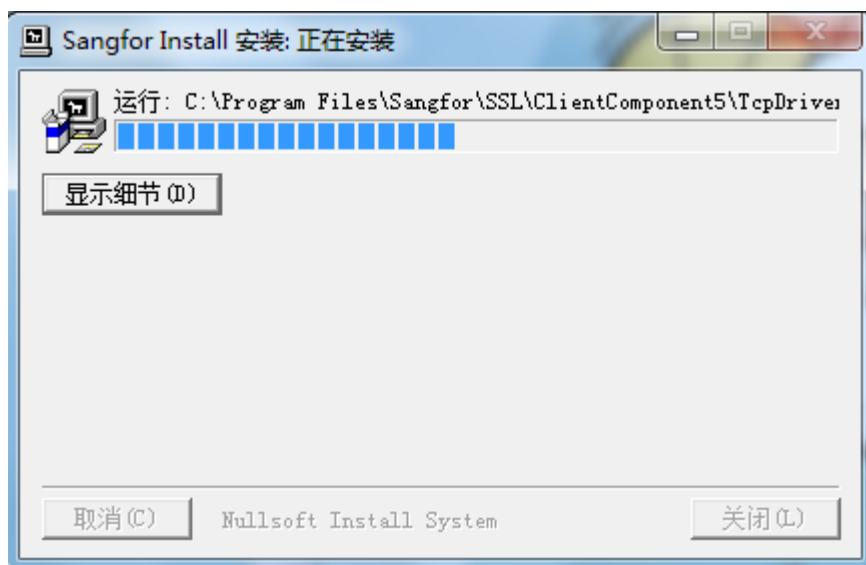 Sangfor Install 安装: 正在安装
运行: C:\Program Files\Sangfor\SSL\ClientComponent5\TcpDrive
显示细节(D)
取消(C) Nullsoft Install System 关闭(L)